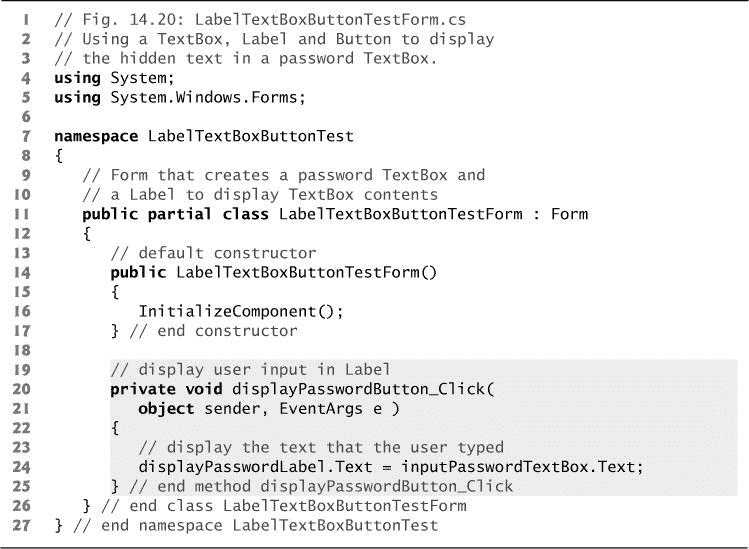 1 // Fig. 14.20: LabelTextBoxButtonTestForm.cs
2 // Using a TextBox, Label and Button to display
3 // the hidden text in a password TextBox.
4 using System;
5 using System.Windows.Forms;
6
7 namespace LabelTextBoxButtonTest
8 {
9 // Form that creates a password TextBox and
10 // a Label to display TextBox contents
11 public partial class LabelTextBoxButtonTestForm : Form
12 {
13 // default constructor
14 public LabelTextBoxButtonTestForm()
15 {
16 InitializeComponent();
17 } // end constructor
18
19 // display user input in Label
20 private void displayPasswordButton_Click(
21 object sender, EventArgs e )
22 {
23 // display the text that the user typed
24 displayPasswordLabel.Text = inputPasswordTextBox.Text;
25 } // end method displayPasswordButton_Click
26 } // end class LabelTextBoxButtonTestForm
27 } // end namespace LabelTextBoxButtonTest